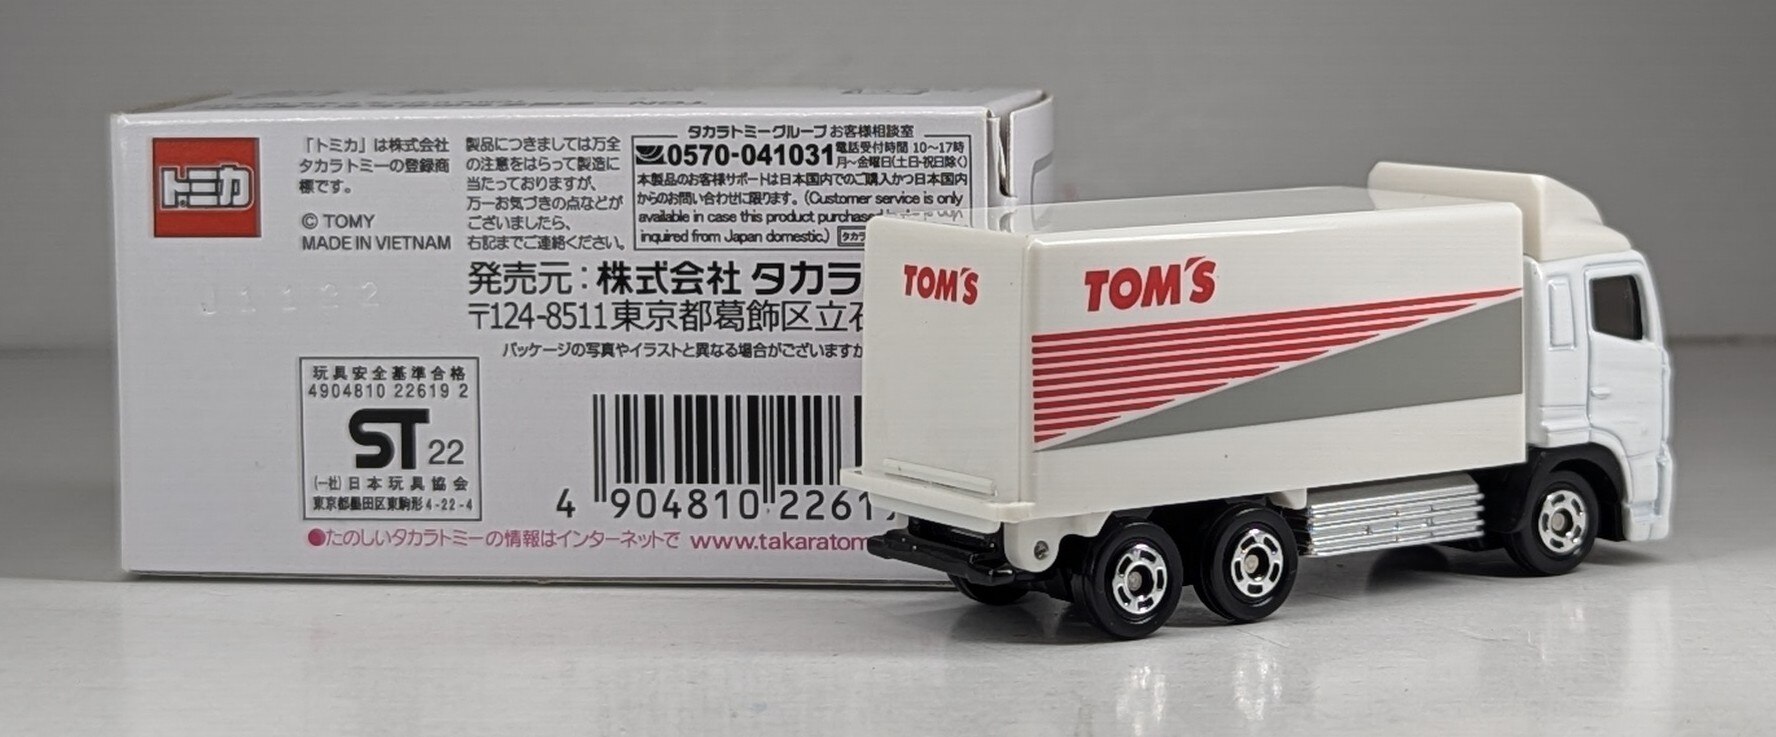 トミカ
「トミカ」は株式会社
タカラトミーの登録商
標です。
© TOMY
MADE IN VIETNAM
製品につきましては万全
の注意をはらって製造に
当たっておりますが、
万一お気づきの点などが
ございましたら、
右記までご連絡ください。
タカラトミーグループ お客様相談室
0570-041031
電話受付時間 10〜17時
月〜金曜日(土日・祝日除く)
本製品のお客様サポートは日本国内でのご購入かつ日本国内
からのお問い合わせに限ります。(Customer service is only
available in case this product purchased
inquired from Japan domestic.)
発売元:株式会社 タカラ
〒124-8511東京都葛飾区立石
パッケージの写真やイラストと異なる場合がございますが
玩具安全基準合格
4904810 22619 2
ST 22
(一社)日本玩具協会
東京都墨田区東駒形4-22-4
4 904810 2261
●たのしいタカラトミーの情報はインターネットで www.takaratom
TOM'S
TOM'S